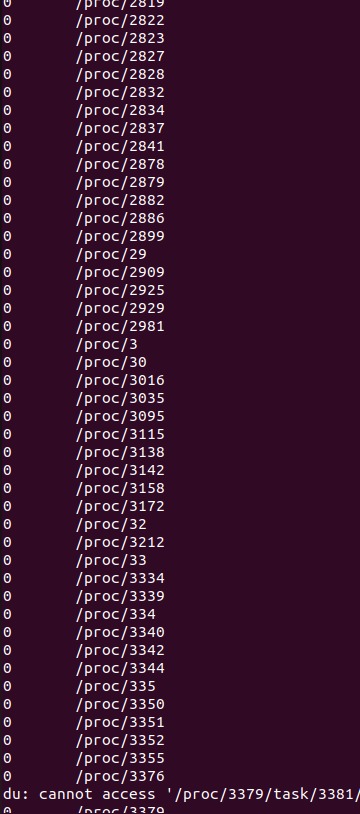 0 /proc/2819
0 /proc/2822
0 /proc/2823
0 /proc/2827
0 /proc/2828
0 /proc/2832
0 /proc/2834
0 /proc/2837
0 /proc/2841
0 /proc/2878
0 /proc/2879
0 /proc/2882
0 /proc/2886
0 /proc/2899
0 /proc/29
0 /proc/2909
0 /proc/2925
0 /proc/2929
0 /proc/2981
0 /proc/3
0 /proc/30
0 /proc/3016
0 /proc/3035
0 /proc/3095
0 /proc/3115
0 /proc/3138
0 /proc/3142
0 /proc/3158
0 /proc/3172
0 /proc/32
0 /proc/3212
0 /proc/33
0 /proc/3334
0 /proc/3339
0 /proc/334
0 /proc/3340
0 /proc/3342
0 /proc/3344
0 /proc/335
0 /proc/3350
0 /proc/3351
0 /proc/3352
0 /proc/3355
0 /proc/3376
du: cannot access '/proc/3379/task/3381/
0 /proc/3379